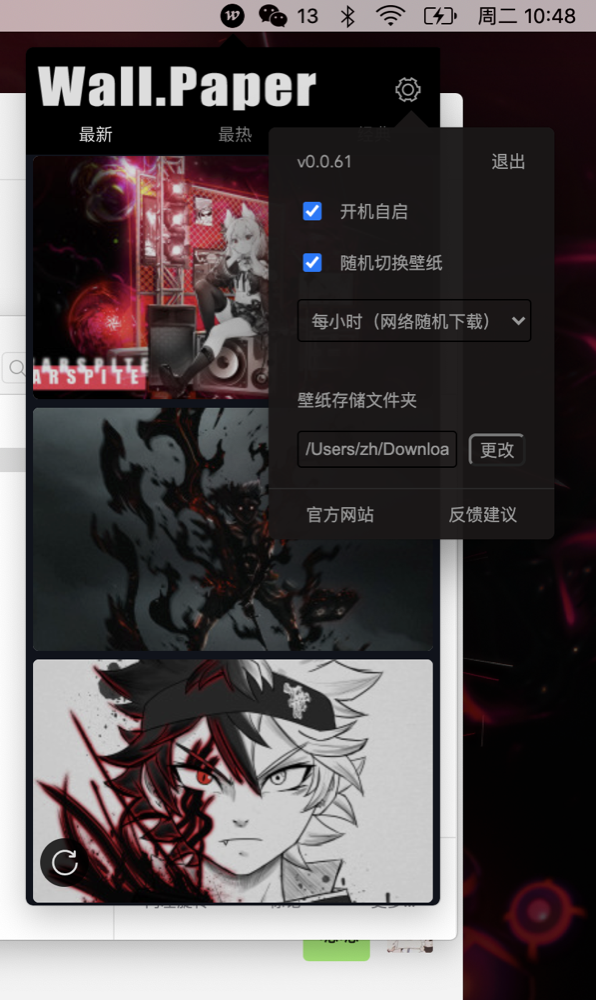 13 周二 10:48
Wall.Paper
最新 最热
v0.0.61 退出
开机自启
随机切换壁纸
每小时（网络随机下载）
壁纸存储文件夹
/Users/zh/Downloa 更改
官方网站 反馈建议
ARSPITE
ARSPITE